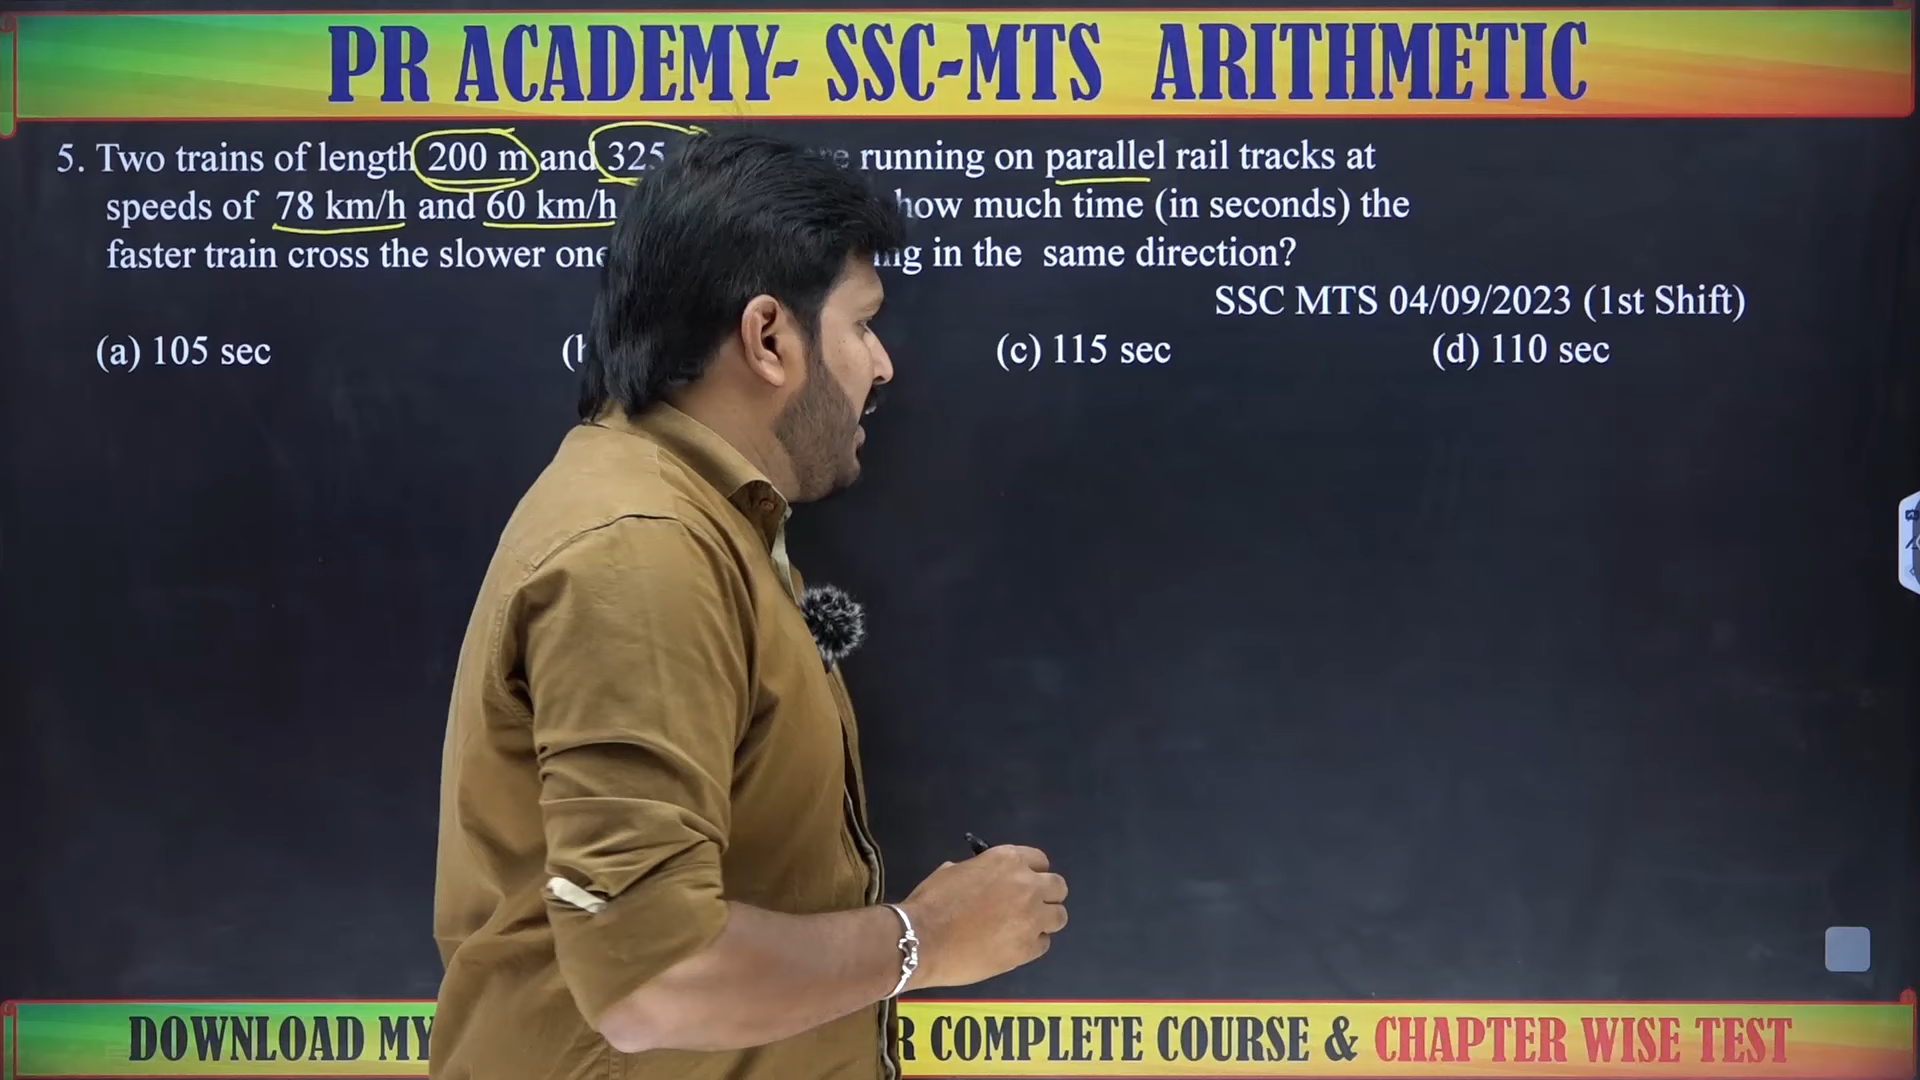 PR ACADEMY- SSC-MTS ARITHMETIC
5. Two trains of length 200 m and 325 running on parallel rail tracks at
speeds of 78 km/h and 60 km/h how much time (in seconds) the
faster train cross the slower one in the same direction?
SSC MTS 04/09/2023 (1st Shift)
(a) 105 sec (c) 115 sec (d) 110 sec
DOWNLOAD MY COMPLETE COURSE & CHAPTER WISE TEST